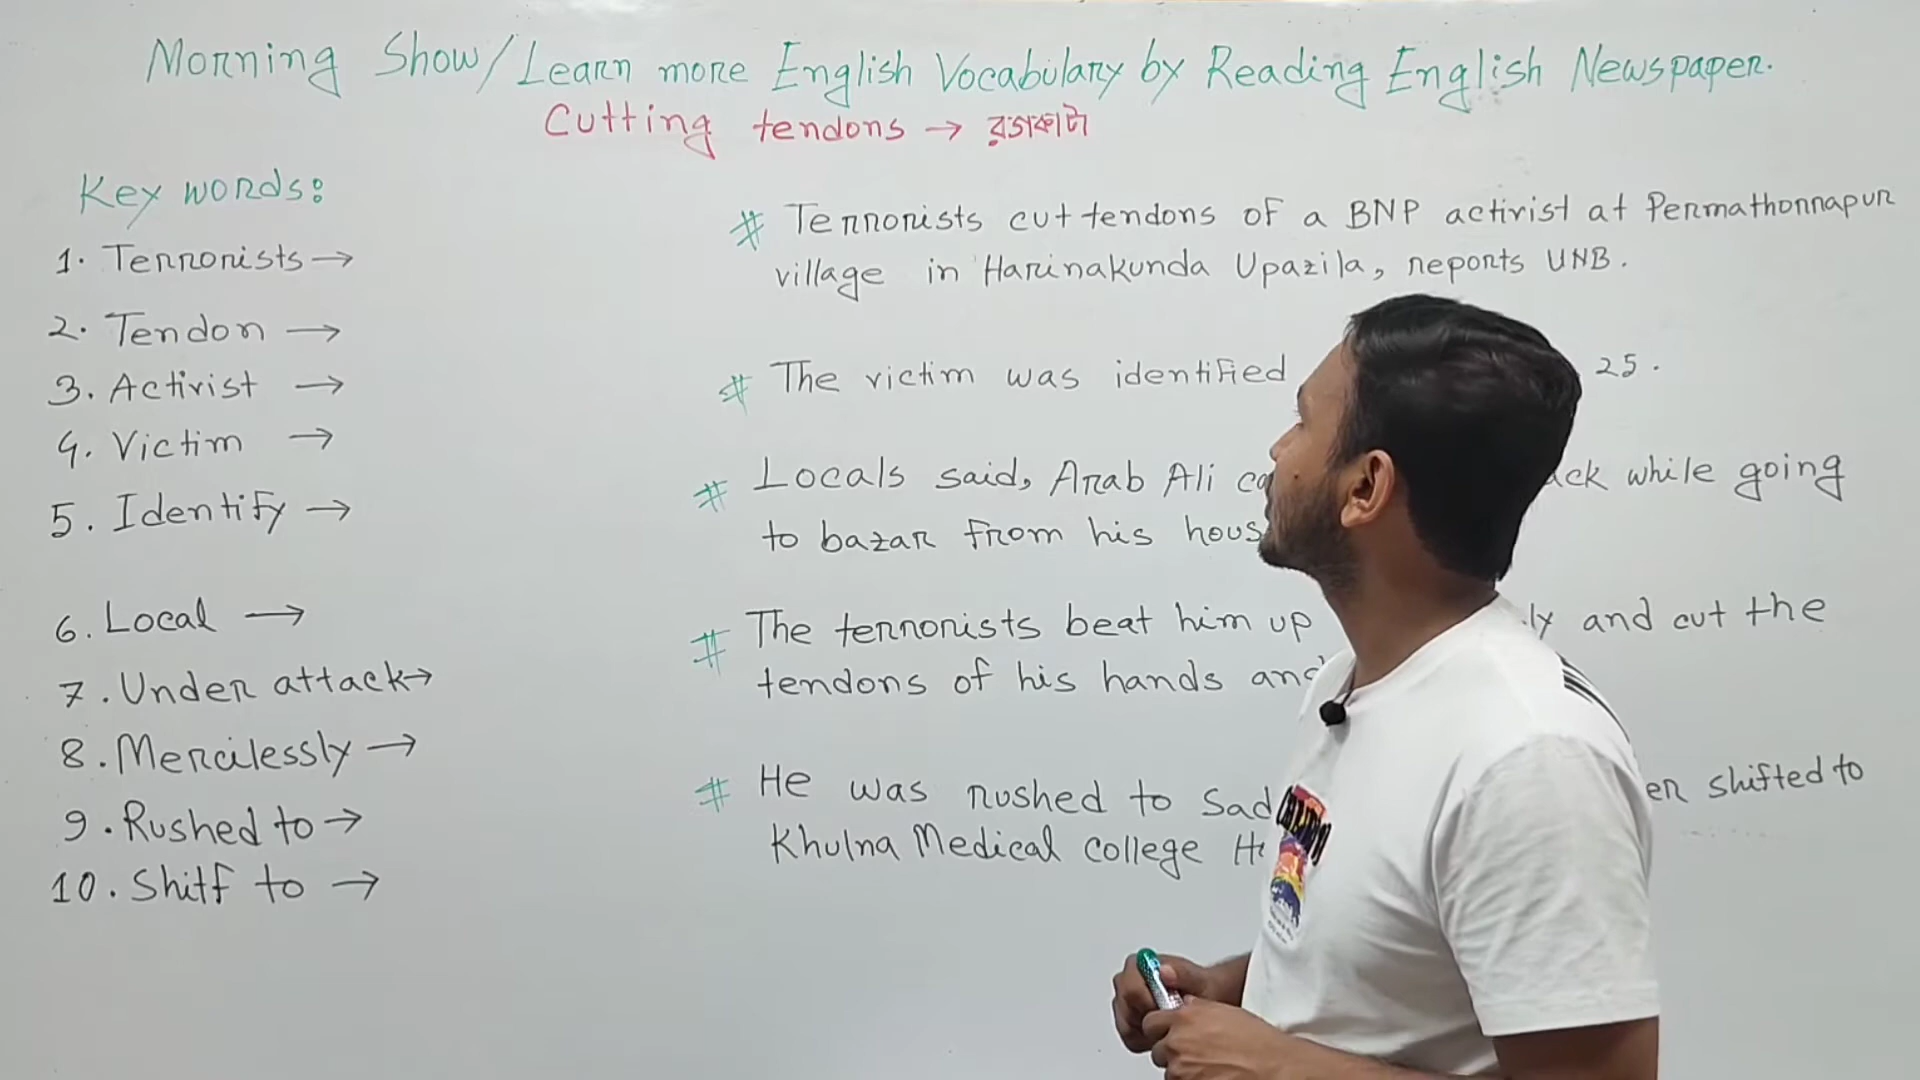 Morning Show/Learn more English Vocabulary by Reading English Newspaper.
Cutting tendons → রগকাটা
Key words:
1. Terrorists →
2. Tendon →
3. Activist →
4. Victim →
5. Identify →
6. Local →
7. Under attack →
8. Mercilessly →
9. Rushed to →
10. Shitf to →
# Terrorists cut tendons of a BNP activist at Permathonnapur
village in Harinakunda Upazila, reports UNB.
# The victim was identified 25.
# Locals said, Arab Ali while going
to bazar from his
# The terrorists beat him up and cut the
tendons of his hands
# He was rushed to shifted to
Khulna Medical college